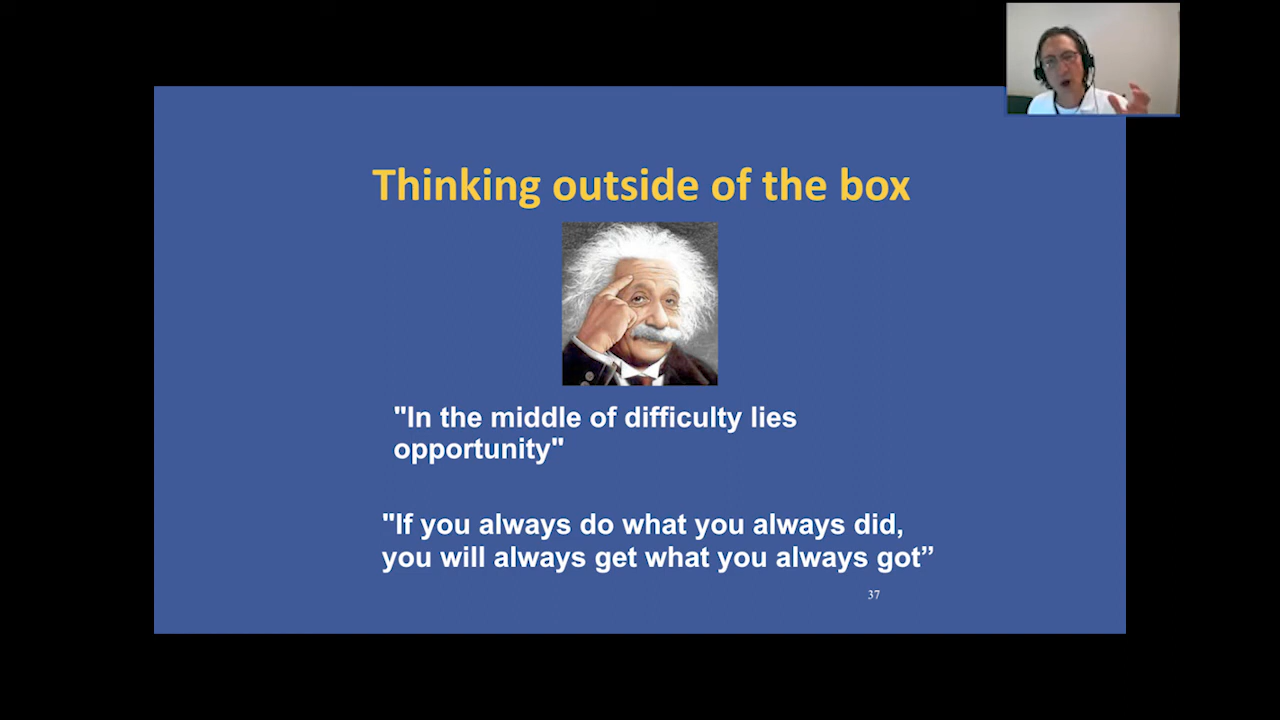 Thinking outside of the box
"In the middle of difficulty lies
opportunity"
"If you always do what you always did,
you will always get what you always got”
37